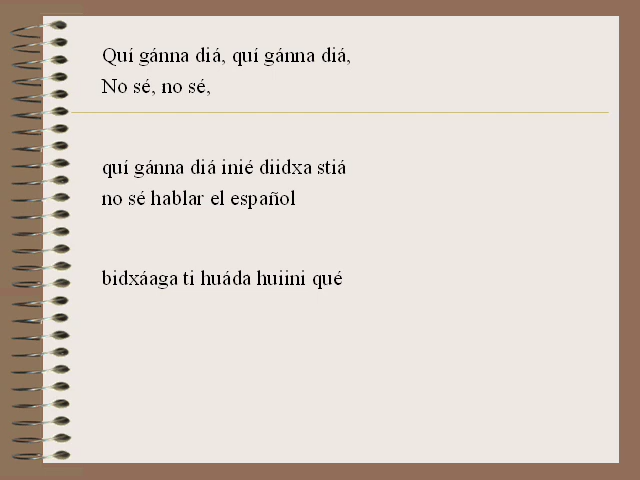 Quí gánna diá, quí gánna diá,
No sé, no sé,
quí gánna diá inié diidxa stiá
no sé hablar el español
bidxáaga ti huáda huiini qué